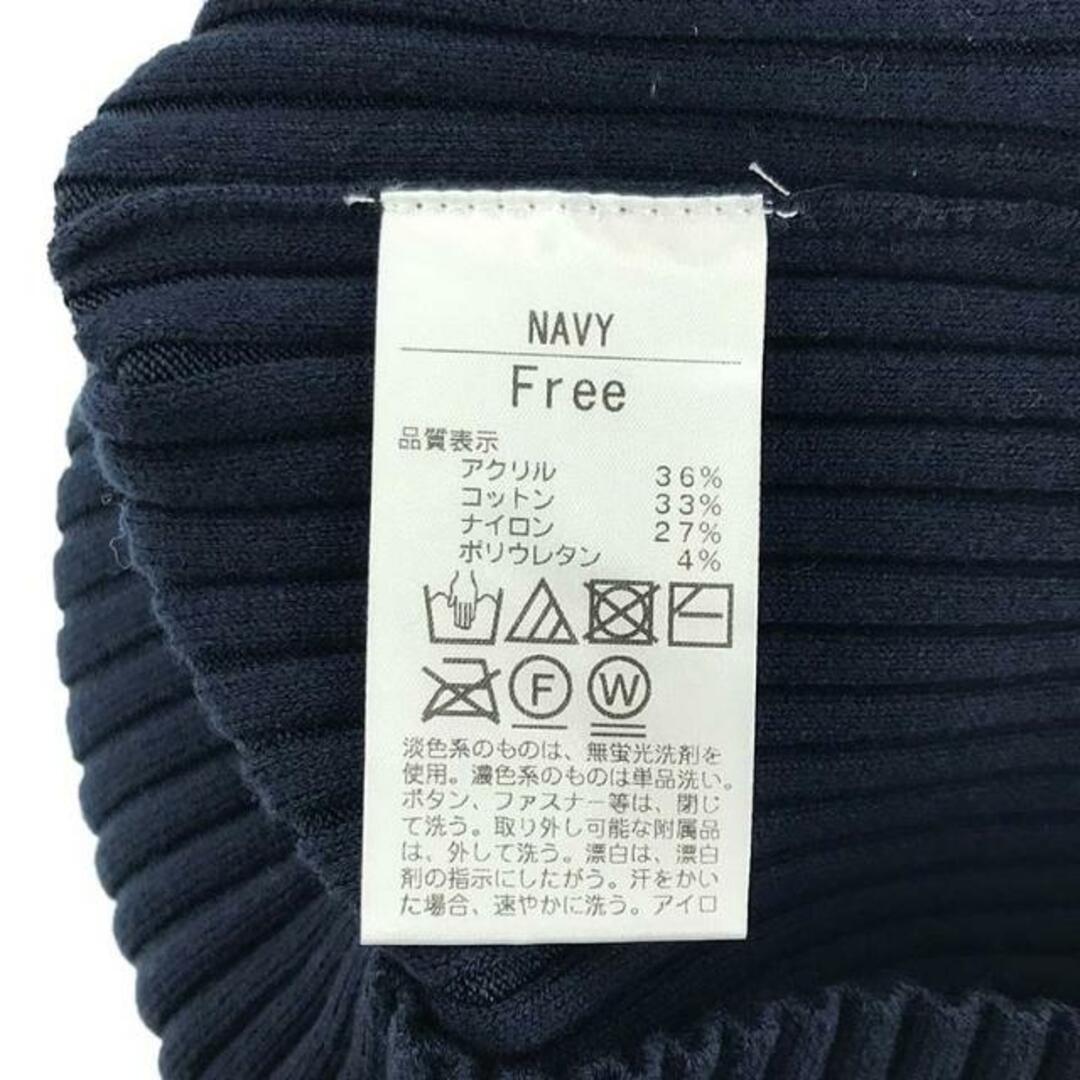 NAVY
Free
品質表示
アクリル 36%
コットン 33%
ナイロン 27%
ポリウレタン 4%
F W
淡色系のものは、無蛍光洗剤を
使用。濃色系のものは単品洗い。
ボタン、ファスナー等は、閉じ
て洗う。取り外し可能な附属品
は、外して洗う。漂白は、漂白
剤の指示にしたがう。汗をかい
た場合、速やかに洗う。アイロ